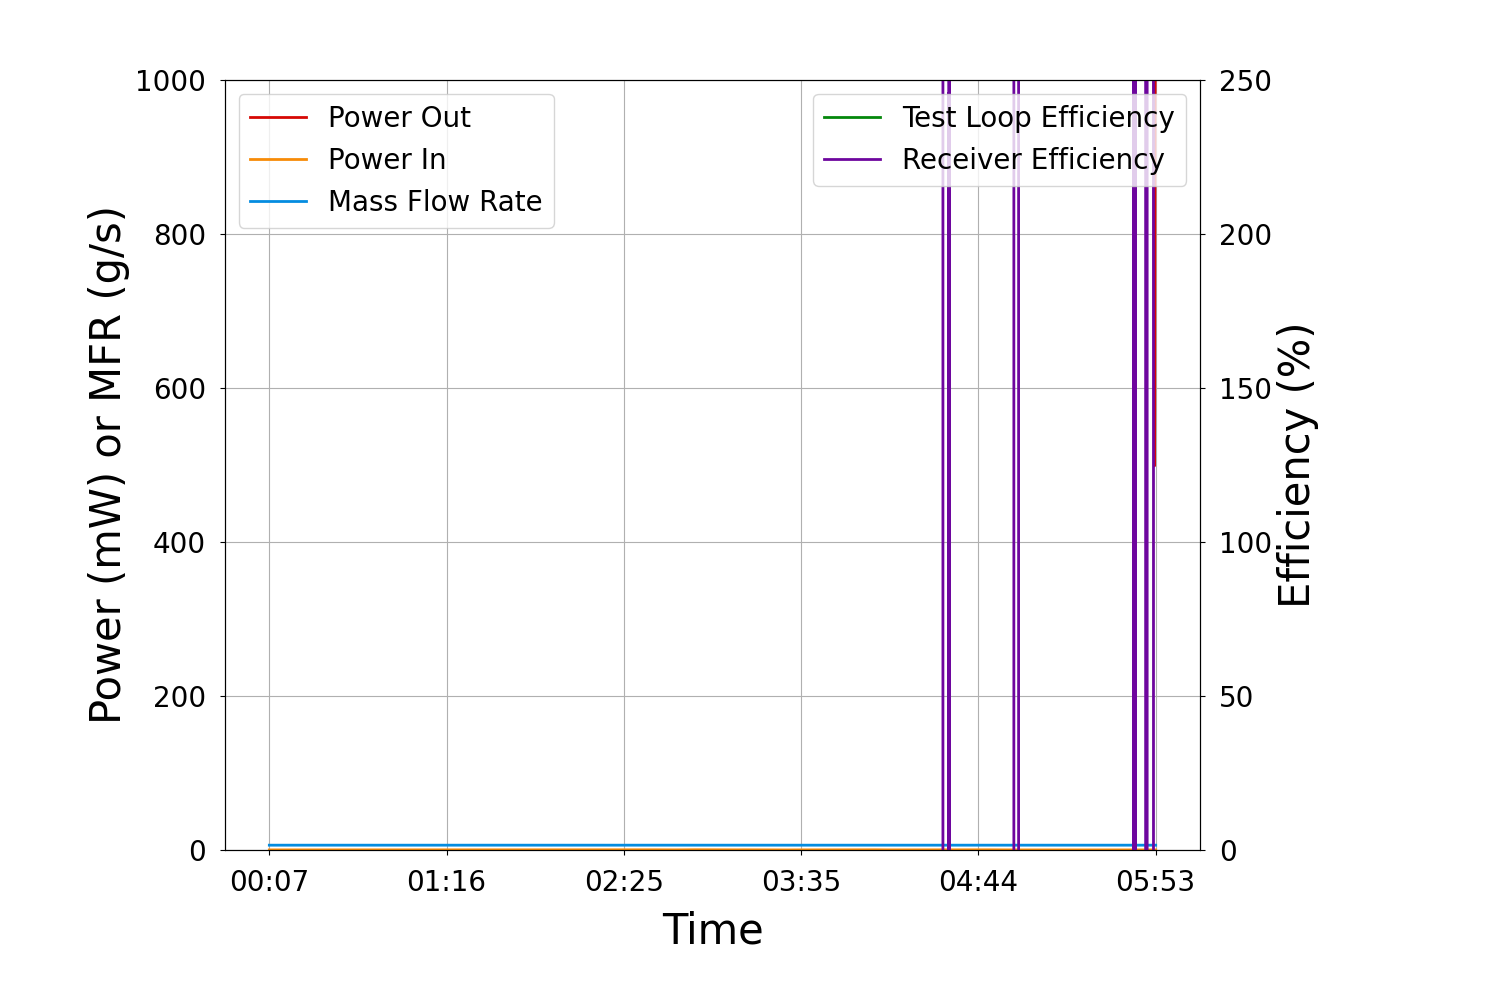 Power (mW) or MFR (g/s)
1000
800
600
400
200
0
Power Out
Power In
Mass Flow Rate
Test Loop Efficiency
Receiver Efficiency
250
200
150
100
50
0
Efficiency (%)
00:07 01:16 02:25 03:35 04:44 05:53
Time